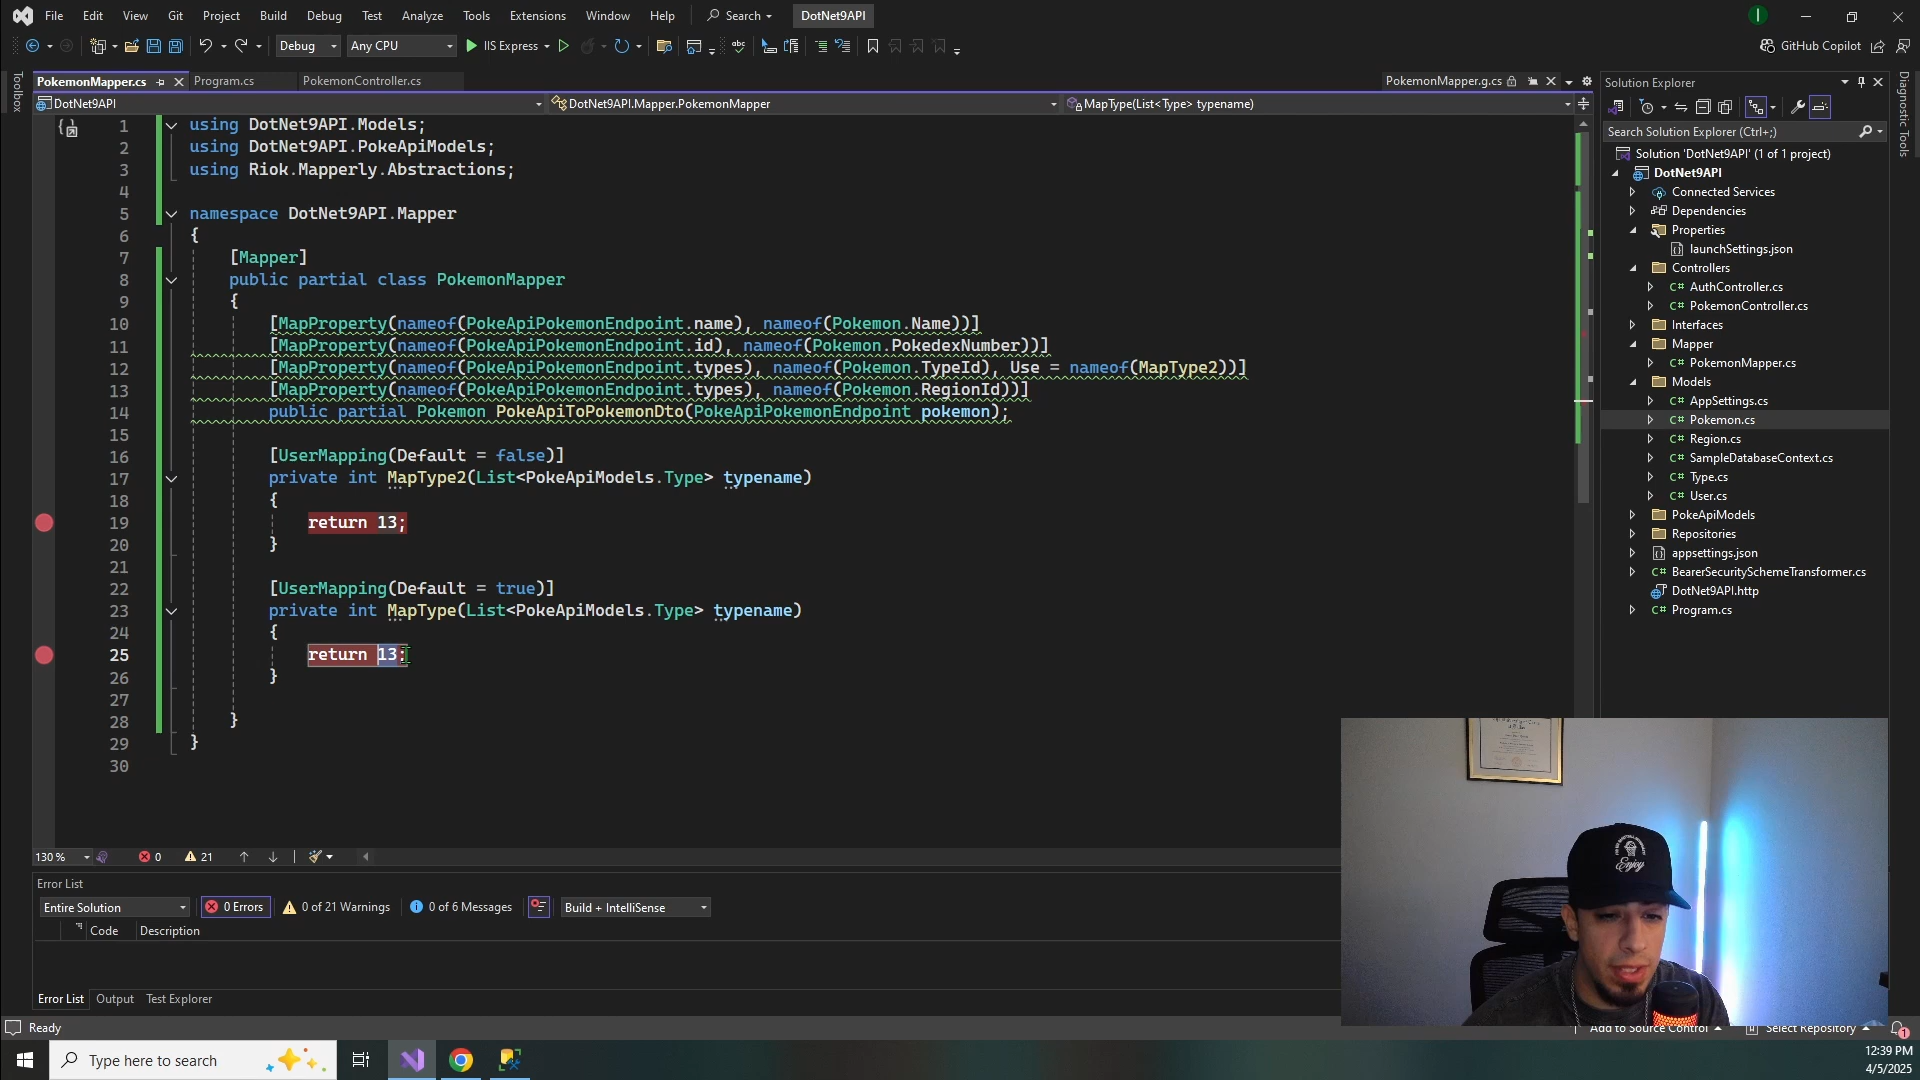 File Edit View Git Project Build Debug Test Analyze Tools Extensions Window Help Search DotNet9API
Debug Any CPU IIS Express GitHub Copilot
Toolbox
PokemonMapper.cs Program.cs PokemonController.cs PokemonMapper.g.cs
DotNet9API DotNet9API.Mapper.PokemonMapper MapType(List<Type> typename)
1 using DotNet9API.Models;
2 using DotNet9API.PokeApiModels;
3 using Riok.Mapperly.Abstractions;
4
5 namespace DotNet9API.Mapper
6 {
7 [Mapper]
8 public partial class PokemonMapper
9 {
10 [MapProperty(nameof(PokeApiPokemonEndpoint.name), nameof(Pokemon.Name))]
11 [MapProperty(nameof(PokeApiPokemonEndpoint.id), nameof(Pokemon.PokedexNumber))]
12 [MapProperty(nameof(PokeApiPokemonEndpoint.types), nameof(Pokemon.TypeId), Use = nameof(MapType2))]
13 [MapProperty(nameof(PokeApiPokemonEndpoint.types), nameof(Pokemon.RegionId))]
14 public partial Pokemon PokeApiToPokemonDto(PokeApiPokemonEndpoint pokemon);
15
16 [UserMapping(Default = false)]
17 private int MapType2(List<PokeApiModels.Type> typename)
18 {
19 return 13;
20 }
21
22 [UserMapping(Default = true)]
23 private int MapType(List<PokeApiModels.Type> typename)
24 {
25 return 13;
26 }
27
28 }
29 }
30
130 % 0 21
Error List
Entire Solution 0 Errors 0 of 21 Warnings 0 of 6 Messages Build + IntelliSense
Code Description
Error List Output Test Explorer
Ready
Solution Explorer
Search Solution Explorer (Ctrl+;)
Solution 'DotNet9API' (1 of 1 project)
DotNet9API
Connected Services
Dependencies
Properties
launchSettings.json
Controllers
C# AuthController.cs
C# PokemonController.cs
Interfaces
Mapper
C# PokemonMapper.cs
Models
C# AppSettings.cs
C# Pokemon.cs
C# Region.cs
C# SampleDatabaseContext.cs
C# Type.cs
C# User.cs
PokeApiModels
Repositories
appsettings.json
C# BearerSecuritySchemeTransformer.cs
DotNet9API.http
C# Program.cs
Diagnostic Tools
Enjoy
Add to Source Control Select Repository 1
Type here to search
12:39 PM
4/5/2025